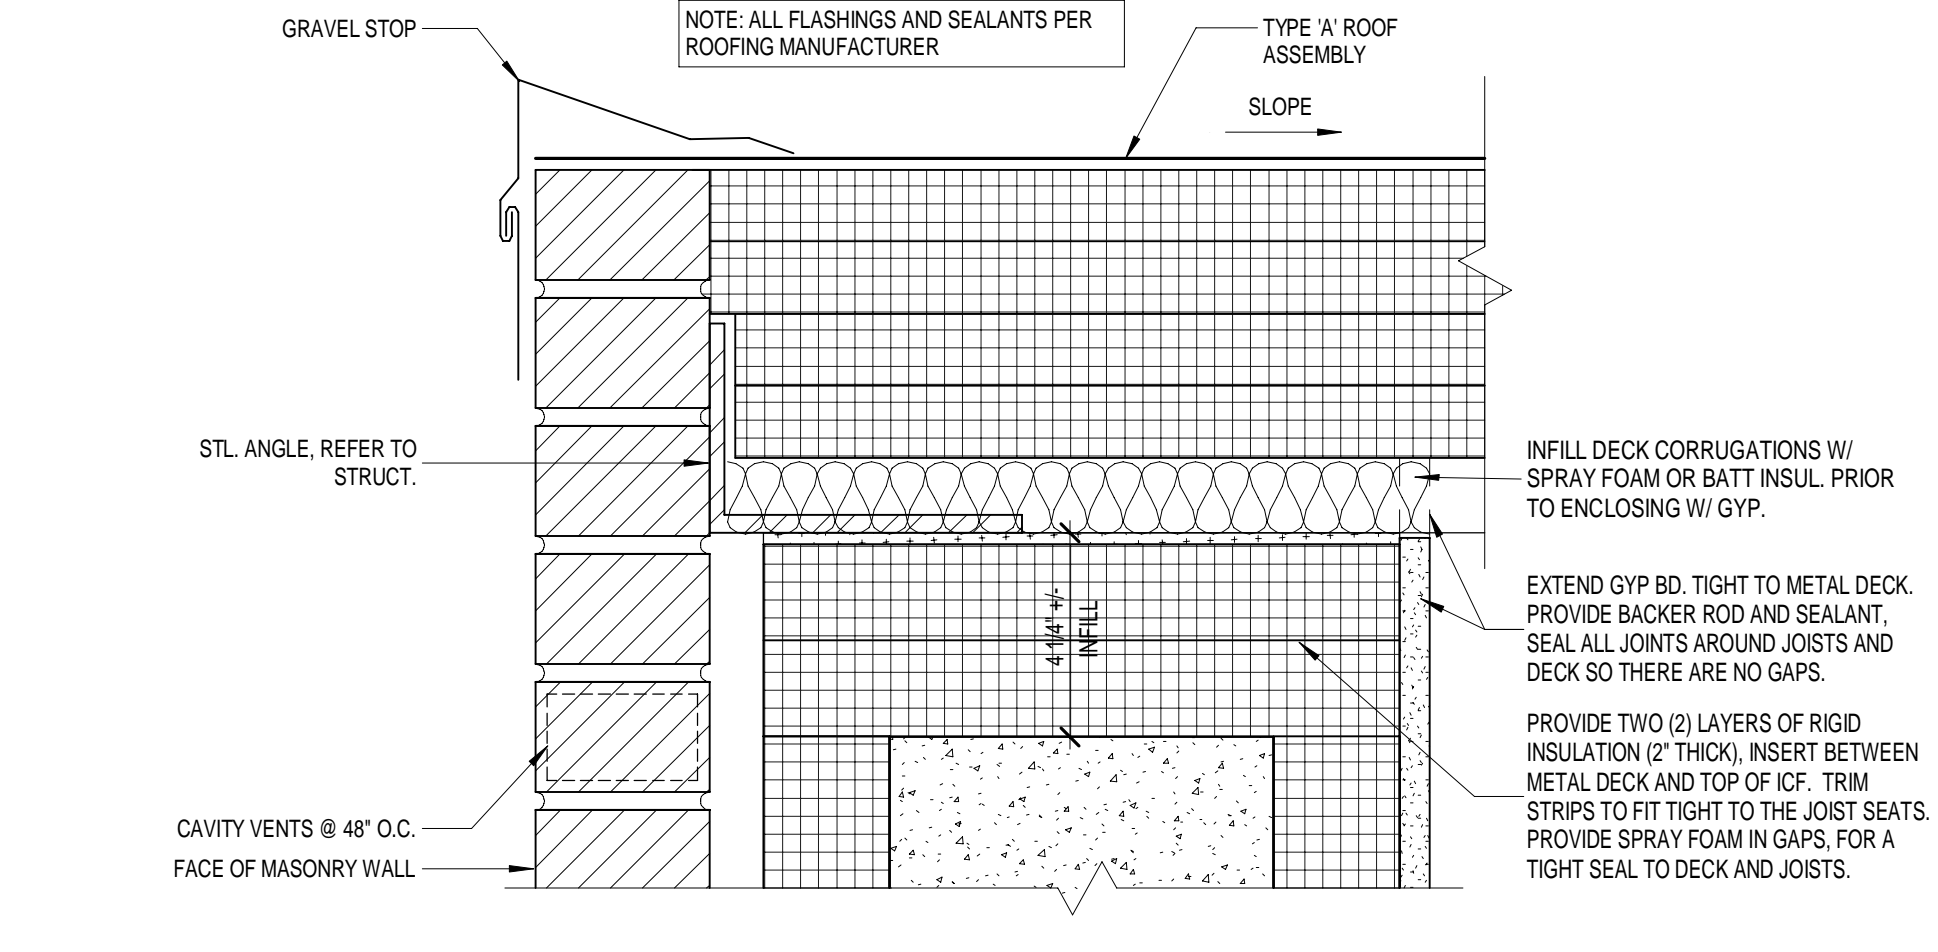 GRAVEL STOP
NOTE: ALL FLASHINGS AND SEALANTS PER
ROOFING MANUFACTURER
TYPE 'A' ROOF
ASSEMBLY
SLOPE
STL. ANGLE, REFER TO
STRUCT.
INFILL DECK CORRUGATIONS W/
SPRAY FOAM OR BATT INSUL. PRIOR
TO ENCLOSING W/ GYP.
4 1/4" +/-
INFILL
EXTEND GYP BD. TIGHT TO METAL DECK.
PROVIDE BACKER ROD AND SEALANT,
SEAL ALL JOINTS AROUND JOISTS AND
DECK SO THERE ARE NO GAPS.
PROVIDE TWO (2) LAYERS OF RIGID
INSULATION (2" THICK), INSERT BETWEEN
METAL DECK AND TOP OF ICF. TRIM
STRIPS TO FIT TIGHT TO THE JOIST SEATS.
PROVIDE SPRAY FOAM IN GAPS, FOR A
TIGHT SEAL TO DECK AND JOISTS.
CAVITY VENTS @ 48" O.C.
FACE OF MASONRY WALL